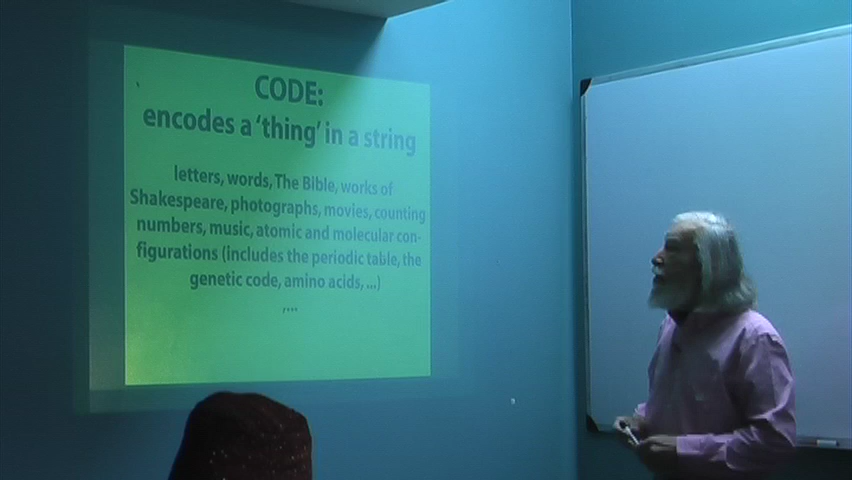 CODE:
encodes a 'thing' in a string
letters, words, The Bible, works of
Shakespeare, photographs, movies, counting
numbers, music, atomic and molecular con-
figurations (includes the periodic table, the
genetic code, amino acids, ...)
,...